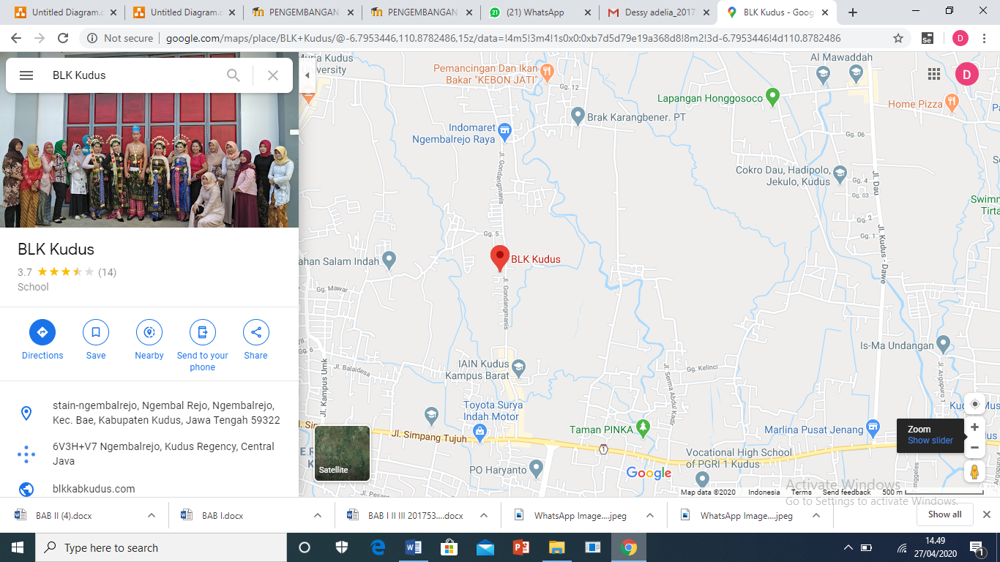 Untitled Diagram.c
Untitled Diagram.c
PENGEMBANGAN
PENGEMBANGAN
(21) WhatsApp
Dessy adelia_2017
BLK Kudus - Goog
Not secure
google.com/maps/place/BLK+Kudus/@-6.7953446,110.8782486,15z/data=!4m5!3m4!1s0x0:0xb7d5d79e19a368d8!8m2!3d-6.7953446!4d110.8782486
D
BLK Kudus
BLK Kudus
3.7 (14)
School
Directions
Save
Nearby
Send to your
phone
Share
stain-ngembalrejo, Ngembal Rejo, Ngembalrejo,
Kec. Bae, Kabupaten Kudus, Jawa Tengah 59322
6V3H+V7 Ngembalrejo, Kudus Regency, Central
Java
blkkabkudus.com
Muria Kudus
University
Pemancingan Dan Ikan
Bakar "KEBON JATI"
Gg. 12
Al Mawaddah
D
Lapangan Honggosoco
Home Pizza
Brak Karangbener. PT
Indomaret
Ngembalrejo Raya
Gg. 06
Jl. Gondangmanis
Cokro Dau, Hadipolo,
Jekulo, Kudus
Jl. Dau
Gg. 4
Gg. 03
Swimm
Tirta
Gg. 2
Gg. 5
Gg. 1
Jl. Kudus - Dawe
ahan Salam Indah
BLK Kudus
Gg. Mawar
Jl. Gondangmanis
Is-Ma Undangan
Gg. 6
IAIN Kudus
Kampus Barat
Jl. Balaidesa
Gg. Kelinci
Jl. Kampus Umk
Jl. Serma Abdul Kadir
Jl. Argopuro 1
Toyota Surya
Indah Motor
Taman PINKA
Marlina Pusat Jenang
Jl. Simpang Tujuh
1
Zoom
Show slider
Satellite
PO Haryanto
Google
Vocational High School
of PGRI 1 Kudus
Map data ©2020
Indonesia
Terms
Send feedback
500 m
Activate Windows
Go to Settings to activate Windows.
BAB II (4).docx
BAB I.docx
BAB I II III 201753....docx
WhatsApp Image....jpeg
WhatsApp Image....jpeg
Show all
Type here to search
14.49
27/04/2020
1